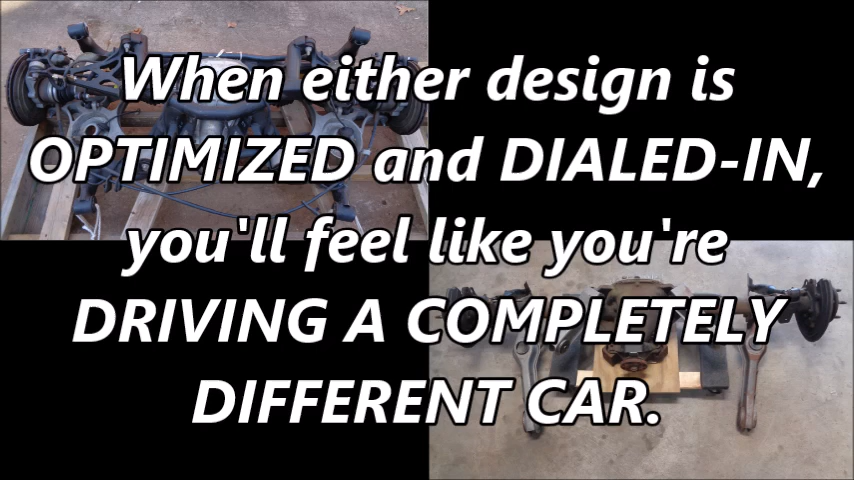 When either design is
OPTIMIZED and DIALED-IN,
you'll feel like you're
DRIVING A COMPLETELY
DIFFERENT CAR.